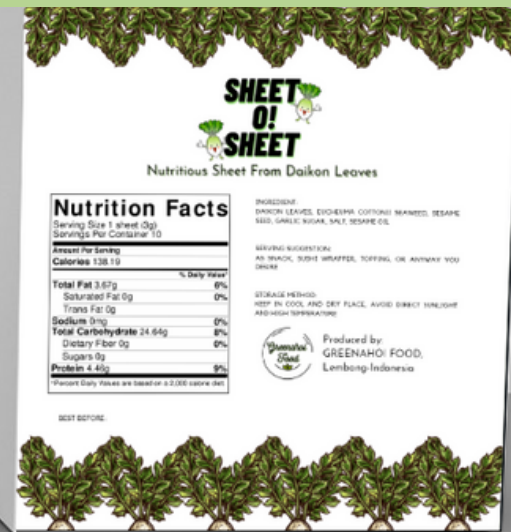 SHEET
O!
SHEET
Nutritious Sheet From Daikon Leaves
Nutrition Facts
Serving Size 1 sheet (3g)
Servings Per Container 10
Amount Per Serving
Calories 138.19
% Daily Value*
Total Fat 3.67g 6%
Saturated Fat 0g 0%
Trans Fat 0g
Sodium 0mg 0%
Total Carbohydrate 24.64g 8%
Dietary Fiber 0g 0%
Sugars 0g
Protein 4.46g 9%
*Percent Daily Values are based on a 2,000 calorie diet.
BEST BEFORE:
INGREDIENT:
DAIKON LEAVES, EUCHEUMA COTTONII SEAWEED, SESAME
SEED, GARLIC SUGAR, SALT, SESAME OIL
SERVING SUGGESTION:
AS SNACK, SUSHI WRAPPER, TOPPING, OR ANYWAY YOU
DESIRE
STORAGE METHOD:
KEEP IN COOL AND DRY PLACE, AVOID DIRECT SUNLIGHT
AND HIGH TEMPERATURE
Greenahoi
Food
Produced by:
GREENAHOI FOOD,
Lembang-Indonesia